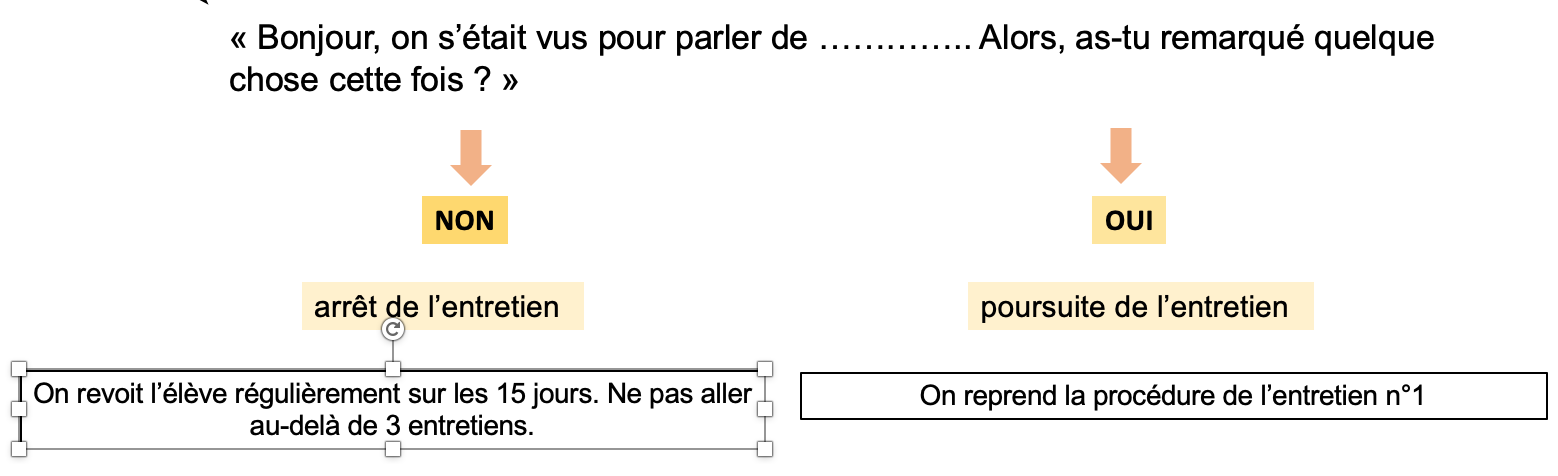 « Bonjour, on s’était vus pour parler de ………….. Alors, as-tu remarqué quelque
chose cette fois ? »
NON
OUI
arrêt de l’entretien
poursuite de l’entretien
On revoit l’élève régulièrement sur les 15 jours. Ne pas aller
au-delà de 3 entretiens.
On reprend la procédure de l’entretien n°1